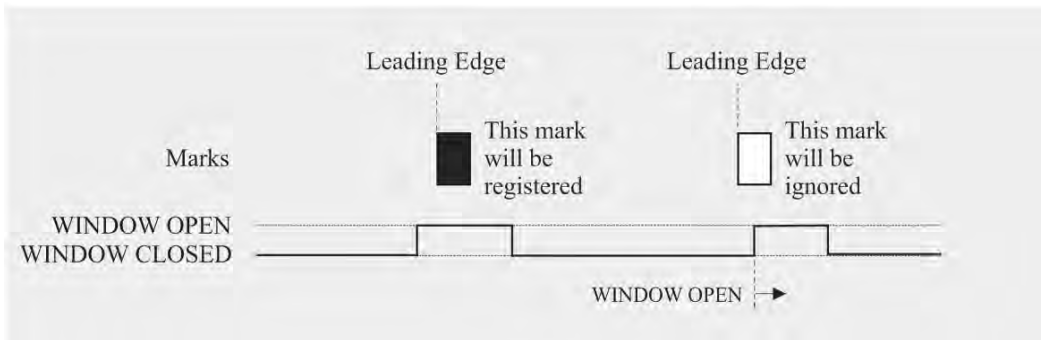 Leading Edge
Leading Edge
Marks
This mark
will be
registered
This mark
will be
ignored
WINDOW OPEN
WINDOW CLOSED
WINDOW OPEN